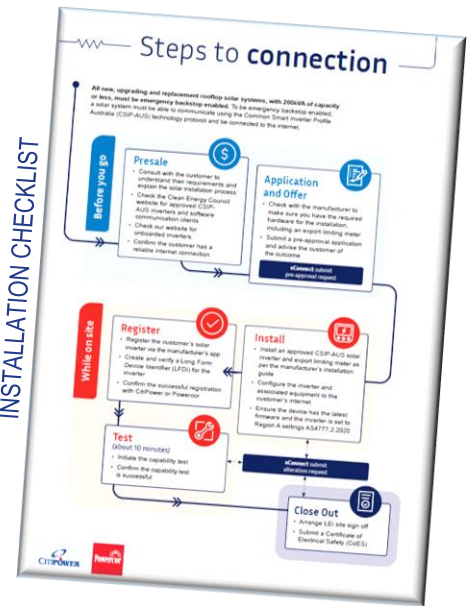 INSTALLATION CHECKLIST
Steps to connection
All new, upgrading and replacement rooftop solar systems, with 200kVA of capacity
or less, must be emergency backstop enabled. To be emergency backstop enabled,
a solar system must be able to communicate using the Common Smart Inverter Profile
Australia (CSIP-AUS) technology protocol and be connected to the internet.
Before you go
Presale
• Consult with the customer to
understand their requirements and
explain the solar installation process
• Check the Clean Energy Council
website for approved CSIP-
AUS inverters and software
communication clients
• Check our website for
onboarded inverters
• Confirm the customer has a
reliable internet connection
Application
and Offer
• Check with the manufacturer to
make sure you have the required
hardware for the installation,
including an export limiting meter
• Submit a pre-approval application
and advise the customer of
the outcome
eConnect submit
pre-approval request
While on site
Register
• Register the customer's solar
inverter via the manufacturer's app
• Create and verify a Long Form
Device Identifier (LFDI) for the
inverter
• Confirm the successful registration
with CitiPower or Powercor
Install
• Install an approved CSIP-AUS solar
inverter and export limiting meter as
per the manufacturer's installation
guide
• Configure the inverter and
associated equipment to the
customer's internet
• Ensure the device has the latest
firmware and the inverter is set to
Region A settings AS4777.2:2020
Test
(about 10 minutes)
• Initiate the capability test
• Confirm the capability test
is successful
eConnect submit
alteration request
Close Out
• Arrange LEI site sign off
• Submit a Certificate of
Electrical Safety (CoES)
CITIPOWER
Powercor